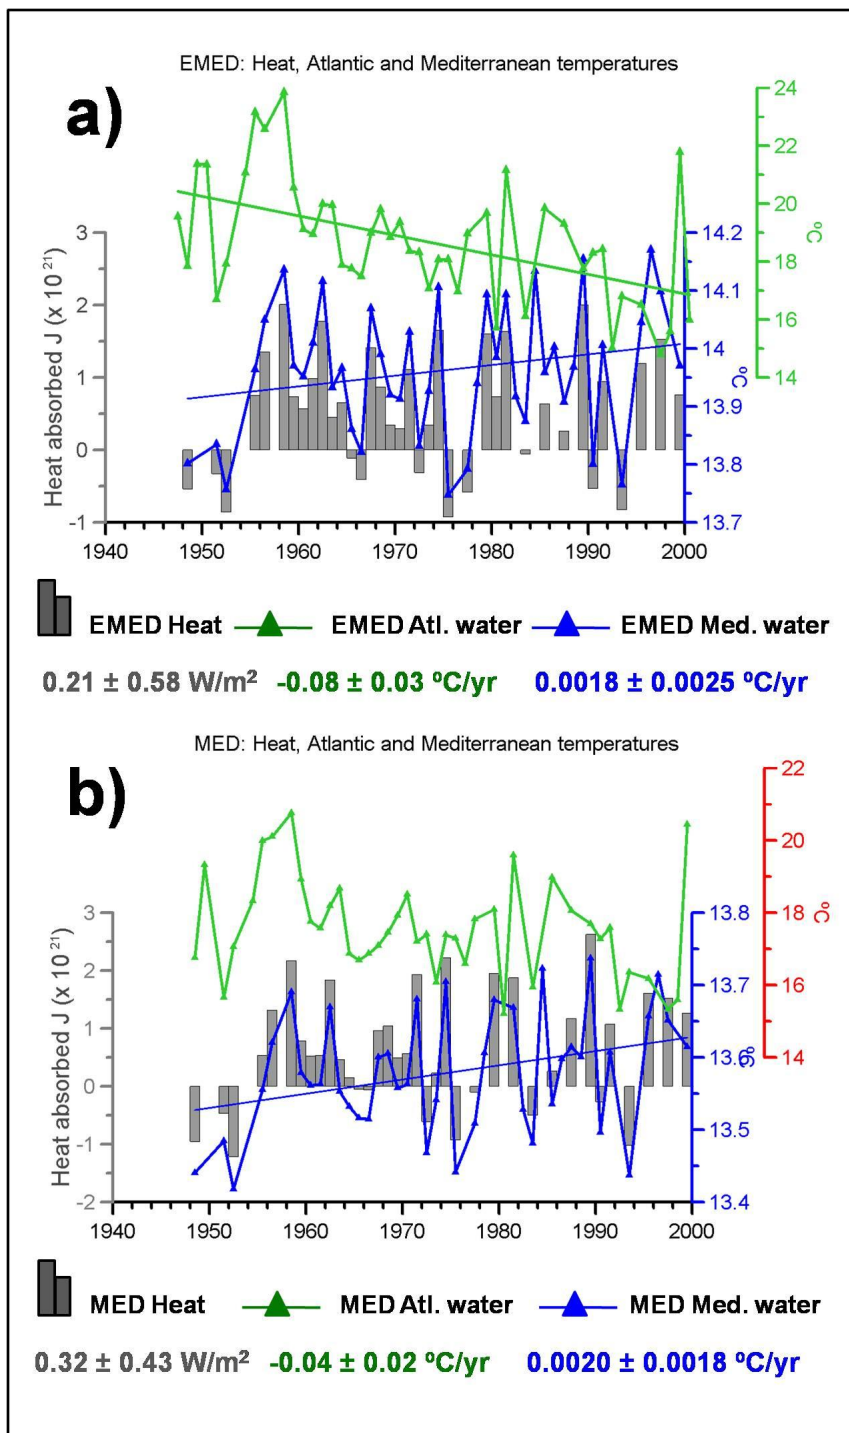 EMED: Heat, Atlantic and Mediterranean temperatures
a)
24
22
20
18
16
14
ºC
3
2
1
0
-1
Heat absorbed J (x 10 21)
14.2
14.1
14
13.9
13.8
13.7
ºC
1940 1950 1960 1970 1980 1990 2000
EMED Heat EMED Atl. water EMED Med. water
0.21 ± 0.58 W/m² -0.08 ± 0.03 ºC/yr 0.0018 ± 0.0025 ºC/yr
MED: Heat, Atlantic and Mediterranean temperatures
b)
22
20
18
16
14
ºC
3
2
1
0
-1
-2
Heat absorbed J (x 10 21)
13.8
13.7
13.6
13.5
13.4
ºC
1940 1950 1960 1970 1980 1990 2000
MED Heat MED Atl. water MED Med. water
0.32 ± 0.43 W/m² -0.04 ± 0.02 ºC/yr 0.0020 ± 0.0018 ºC/yr